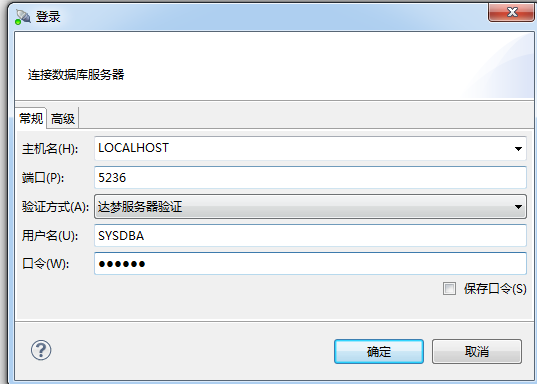 登录
连接数据库服务器
常规 高级
主机名(H): LOCALHOST
端口(P): 5236
验证方式(A): 达梦服务器验证
用户名(U): SYSDBA
口令(W): ●●●●●●
保存口令(S)
确定 取消